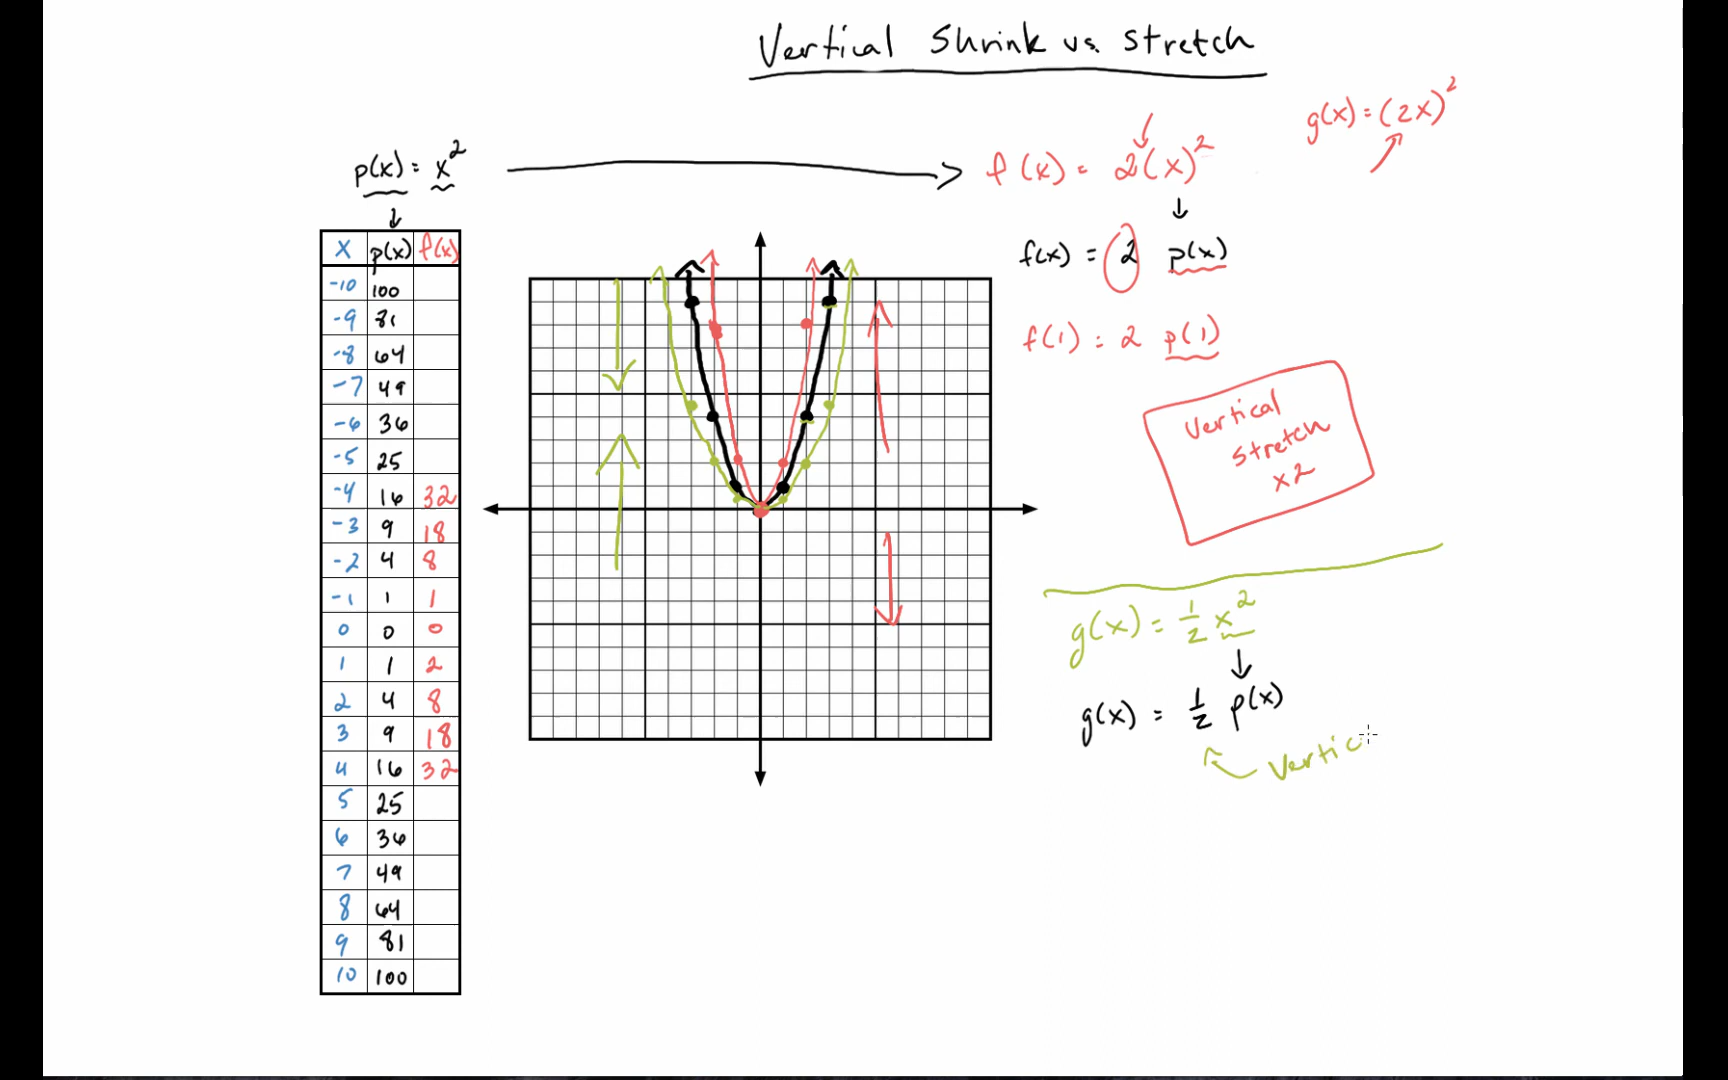 Vertical Shrink vs. Stretch
g(x) = (2x)²
p(x) = x²
f(x) = 2(x)²
f(x) = 2 p(x)
f(1) = 2 p(1)
Vertical
Stretch
x2
g(x) = 1/2 x²
g(x) = 1/2 p(x)
Vertic
x p(x) f(x)
-10 100
-9 81
-8 64
-7 49
-6 36
-5 25
-4 16 32
-3 9 18
-2 4 8
-1 1 1
0 0 0
1 1 2
2 4 8
3 9 18
4 16 32
5 25
6 36
7 49
8 64
9 81
10 100